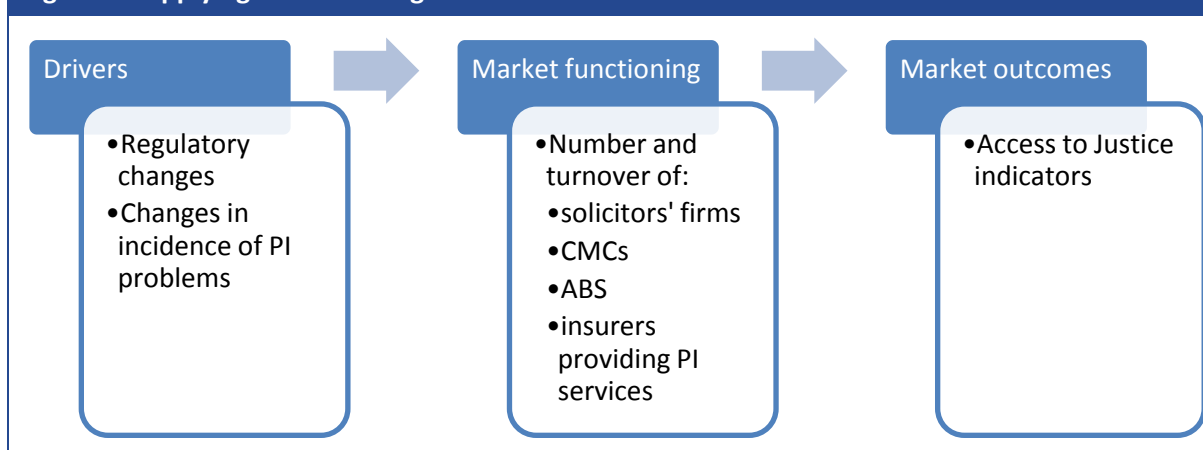 Drivers
•Regulatory
changes
•Changes in
incidence of PI
problems
Market functioning
•Number and
turnover of:
•solicitors' firms
•CMCs
•ABS
•insurers
providing PI
services
Market outcomes
•Access to Justice
indicators